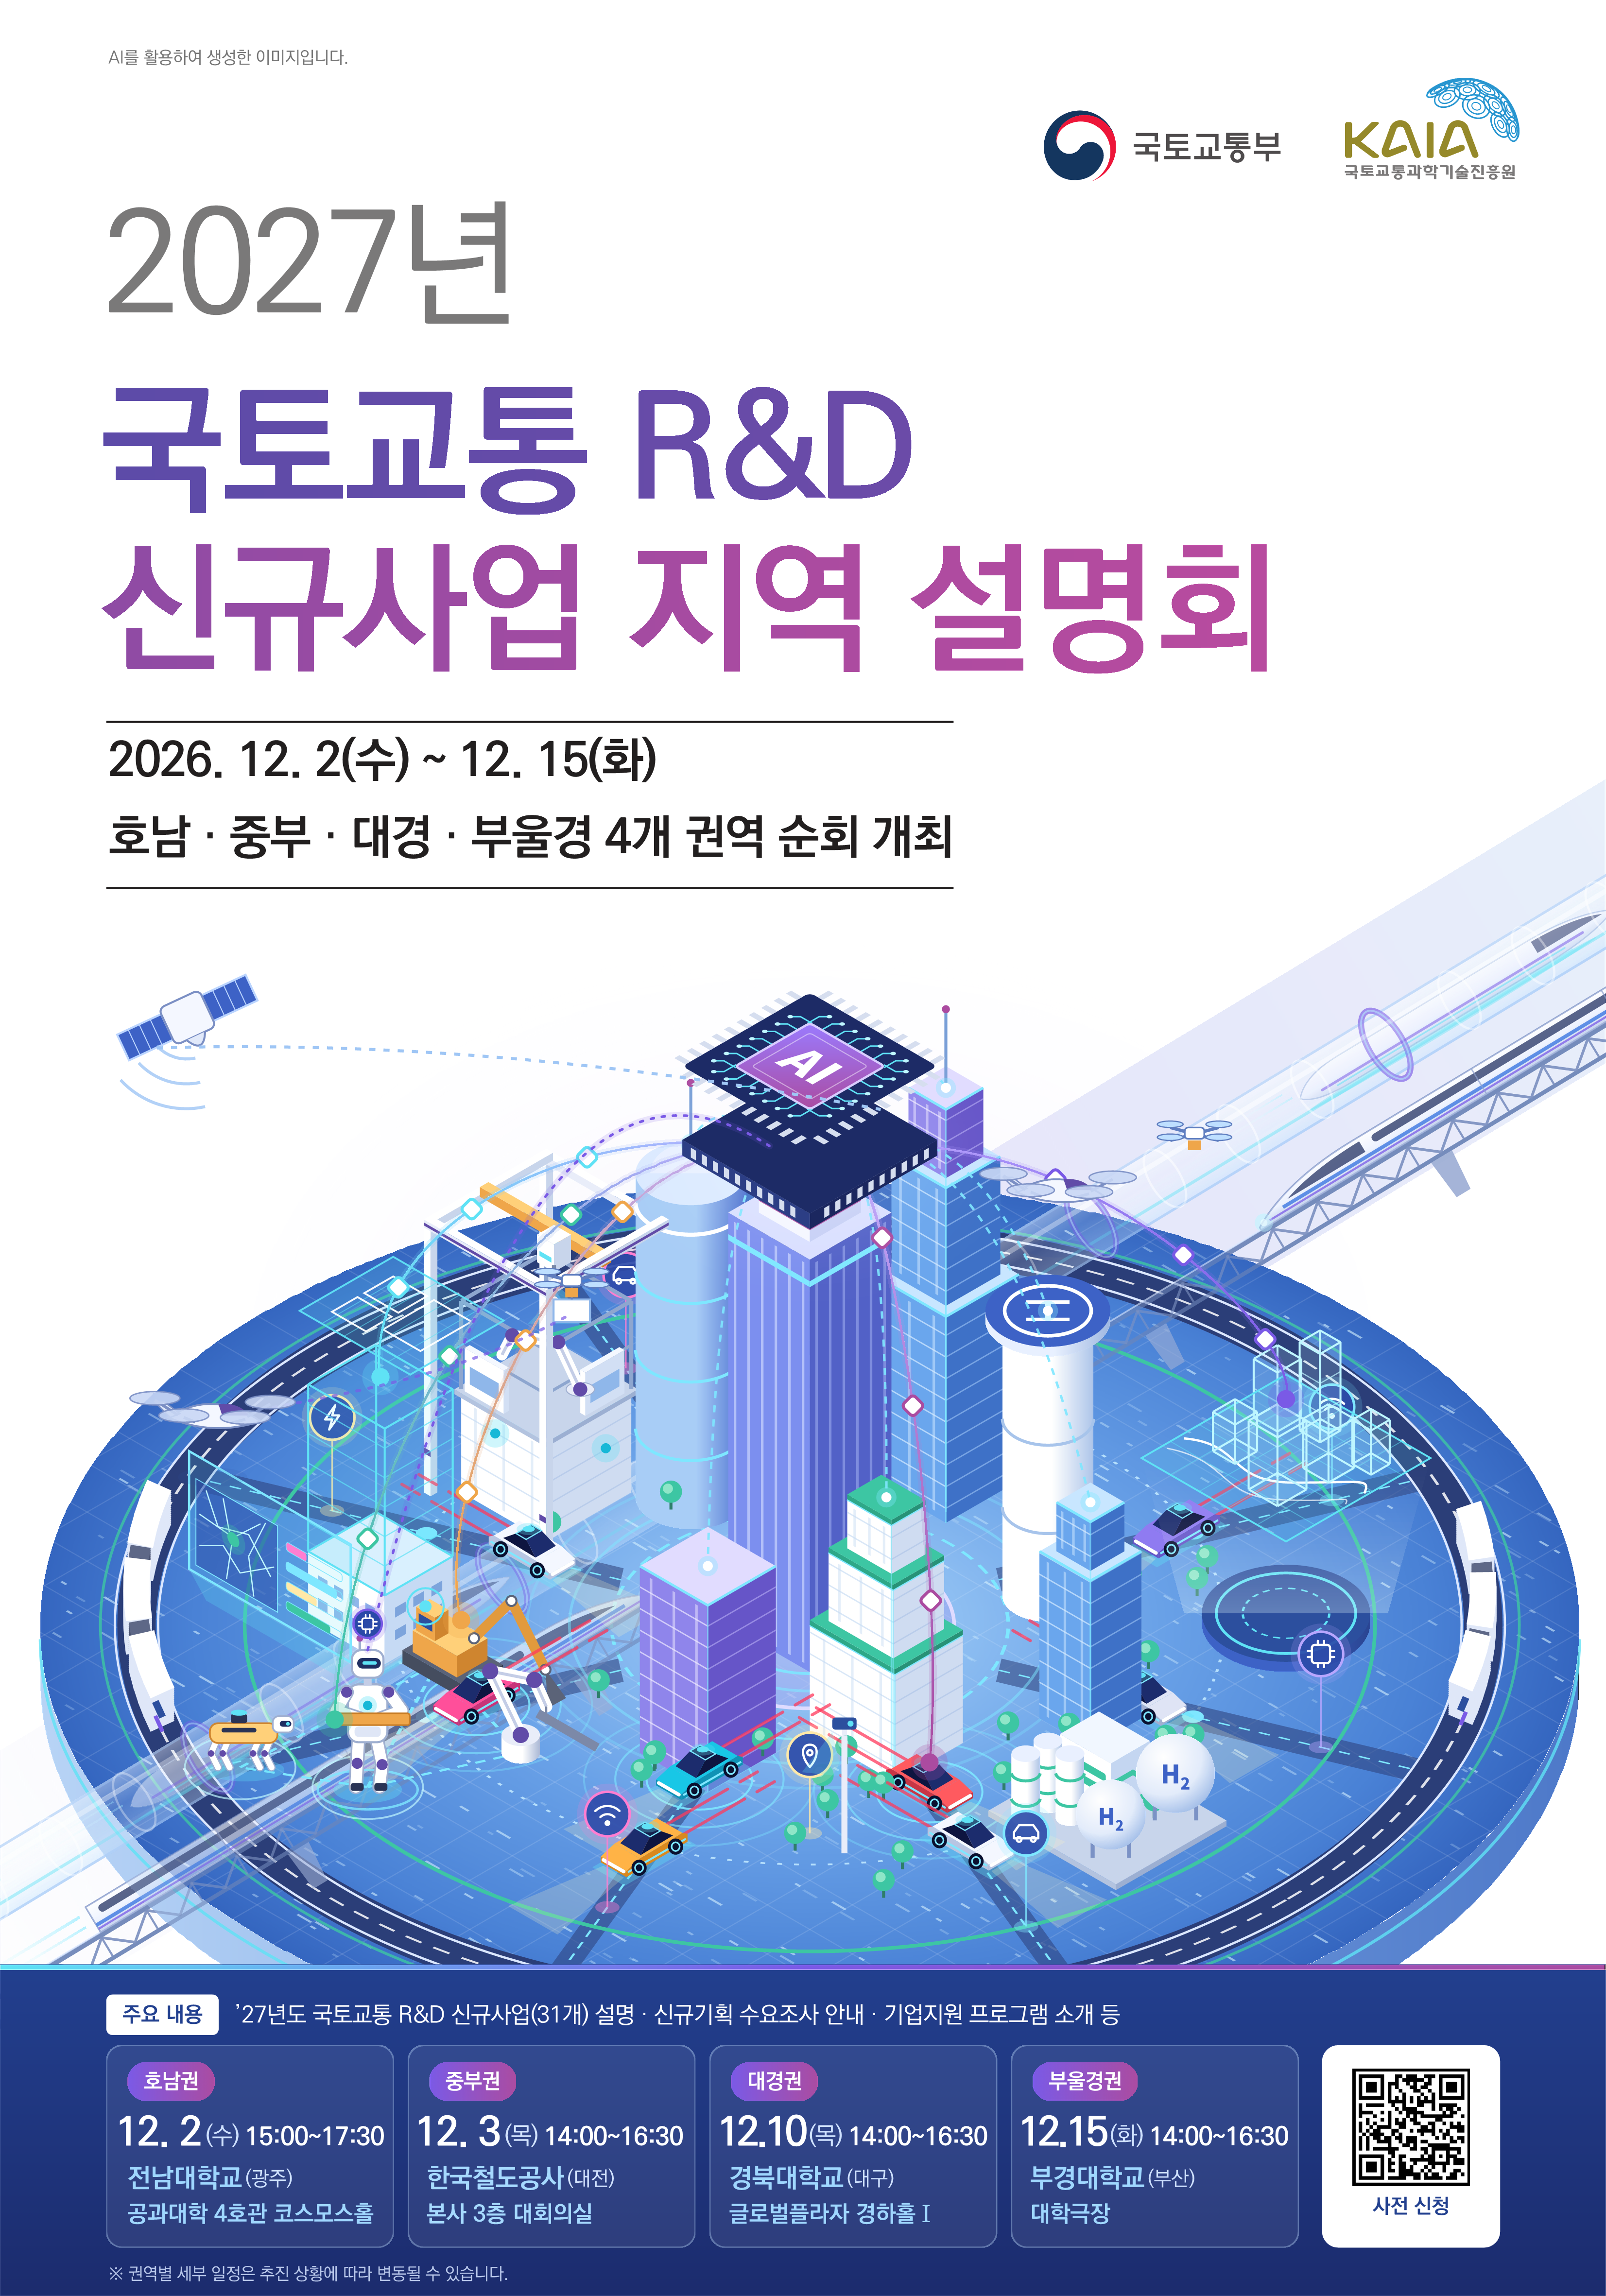 AI를 활용하여 생성한 이미지입니다.
국토교통부
KAIA
국토교통과학기술진흥원
2027년
국토교통 R&D
신규사업 지역 설명회
2026. 12. 2(수) ~ 12. 15(화)
호남 · 중부 · 대경 · 부울경 4개 권역 순회 개최
AI
H2
H2
주요 내용 ’27년도 국토교통 R&D 신규사업(31개) 설명 · 신규기획 수요조사 안내 · 기업지원 프로그램 소개 등
호남권
12. 2(수) 15:00~17:30
전남대학교(광주)
공과대학 4호관 코스모스홀
중부권
12. 3(목) 14:00~16:30
한국철도공사(대전)
본사 3층 대회의실
대경권
12.10(목) 14:00~16:30
경북대학교(대구)
글로벌플라자 경하홀 I
부울경권
12.15(화) 14:00~16:30
부경대학교(부산)
대학극장
사전 신청
※ 권역별 세부 일정은 추진 상황에 따라 변동될 수 있습니다.